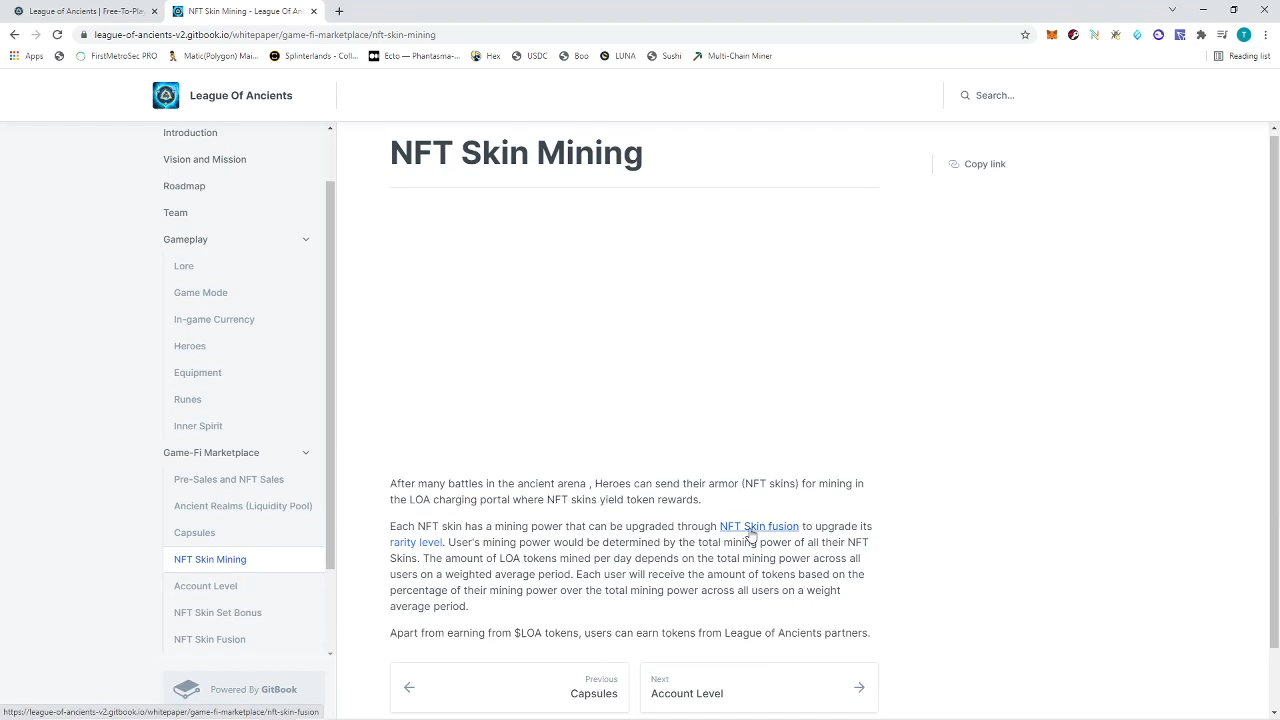 League of Ancients | Free-To-Play
NFT Skin Mining - League Of An
league-of-ancients-v2.gitbook.io/whitepaper/game-fi-marketplace/nft-skin-mining
T
Apps
FirstMetroSec PRO
Matic(Polygon) Mai...
Splinterlands - Coll...
Ecto — Phantasma-...
Hex
USDC
Boo
LUNA
Sushi
Multi-Chain Miner
Reading list
League Of Ancients
Search...
Introduction
Vision and Mission
Roadmap
Team
Gameplay
Lore
Game Mode
In-game Currency
Heroes
Equipment
Runes
Inner Spirit
Game-Fi Marketplace
Pre-Sales and NFT Sales
Ancient Realms (Liquidity Pool)
Capsules
NFT Skin Mining
Account Level
NFT Skin Set Bonus
NFT Skin Fusion
Powered By GitBook
NFT Skin Mining
Copy link
After many battles in the ancient arena , Heroes can send their armor (NFT skins) for mining in
the LOA charging portal where NFT skins yield token rewards.
Each NFT skin has a mining power that can be upgraded through NFT Skin fusion to upgrade its
rarity level. User's mining power would be determined by the total mining power of all their NFT
Skins. The amount of LOA tokens mined per day depends on the total mining power across all
users on a weighted average period. Each user will receive the amount of tokens based on the
percentage of their mining power over the total mining power across all users on a weight
average period.
Apart from earning from $LOA tokens, users can earn tokens from League of Ancients partners.
Previous
Capsules
Next
Account Level
https://league-of-ancients-v2.gitbook.io/whitepaper/game-fi-marketplace/nft-skin-fusion